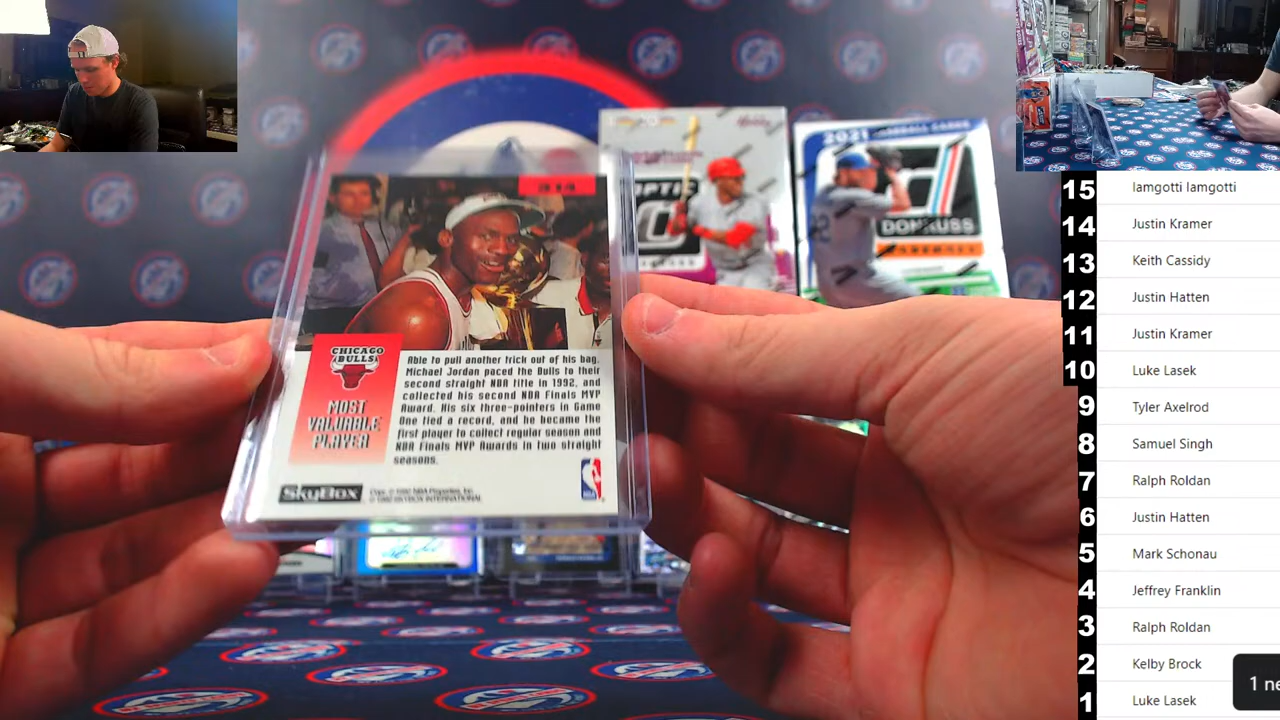 314
CHICAGO
BULLS
MOST
VALUABLE
PLAYER
Able to pull another trick out of his bag.
Michael Jordan paced the Bulls to their
second straight NBA title in 1992, and
collected his second NBA Finals MVP
Award. His six three-pointers in Game
One tied a record, and he became the
first player to collect regular season and
NBA Finals MVP Awards in two straight
seasons.
SkyBox
NBA
OPTIC
2021
DONRUSS
BASEBALL
15 Iamgotti Iamgotti
14 Justin Kramer
13 Keith Cassidy
12 Justin Hatten
11 Justin Kramer
10 Luke Lasek
9 Tyler Axelrod
8 Samuel Singh
7 Ralph Roldan
6 Justin Hatten
5 Mark Schonau
4 Jeffrey Franklin
3 Ralph Roldan
2 Kelby Brock
1 Luke Lasek
1 ne